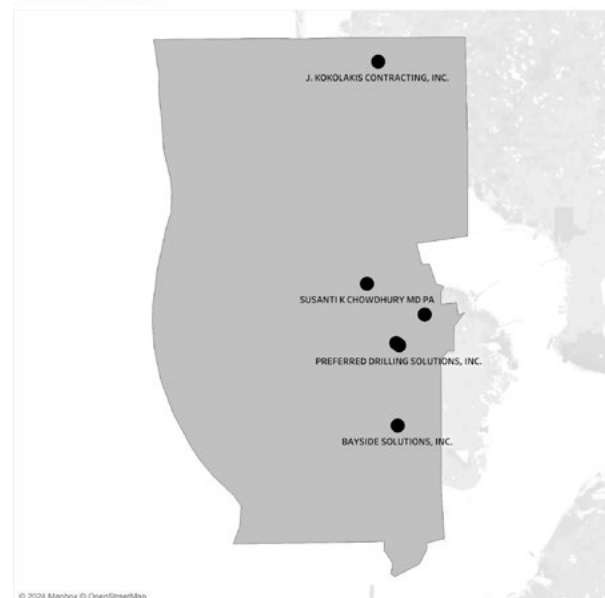 J. KOKOLAKIS CONTRACTING, INC.
SUSANTI K CHOWDHURY MD PA
PREFERRED DRILLING SOLUTIONS, INC.
BAYSIDE SOLUTIONS, INC.
© 2024 Mapbox © OpenStreetMap